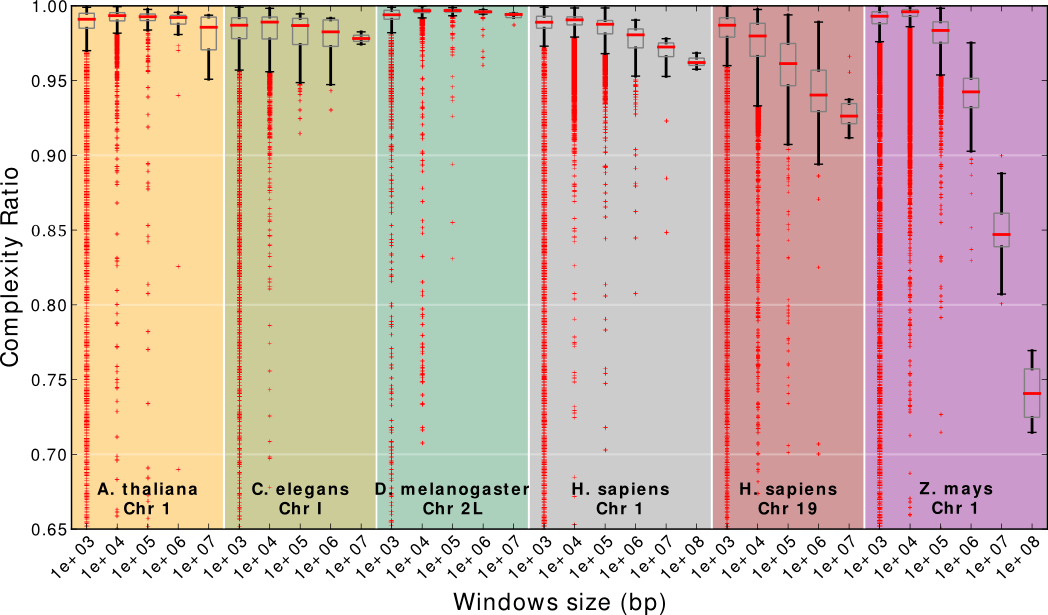 Complexity Ratio
1.00
0.95
0.90
0.85
0.80
0.75
0.70
0.65
A. thaliana
Chr 1
C. elegans
Chr I
D. melanogaster
Chr 2L
H. sapiens
Chr 1
H. sapiens
Chr 19
Z. mays
Chr 1
1e+03 1e+04 1e+05 1e+06 1e+07 1e+03 1e+04 1e+05 1e+06 1e+07 1e+03 1e+04 1e+05 1e+06 1e+07 1e+03 1e+04 1e+05 1e+06 1e+07 1e+08 1e+03 1e+04 1e+05 1e+06 1e+07 1e+03 1e+04 1e+05 1e+06 1e+07 1e+08
Windows size (bp)